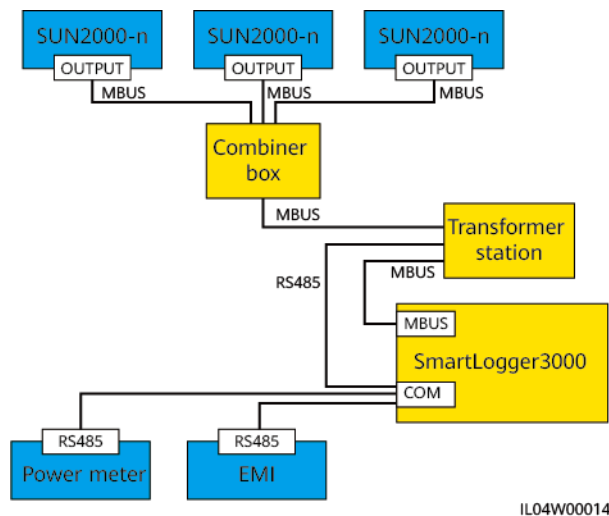 SUN2000-n
SUN2000-n
SUN2000-n
OUTPUT
OUTPUT
OUTPUT
MBUS
MBUS
MBUS
Combiner
box
MBUS
Transformer
station
MBUS
RS485
MBUS
SmartLogger3000
COM
RS485
RS485
Power meter
EMI
IL04W00014